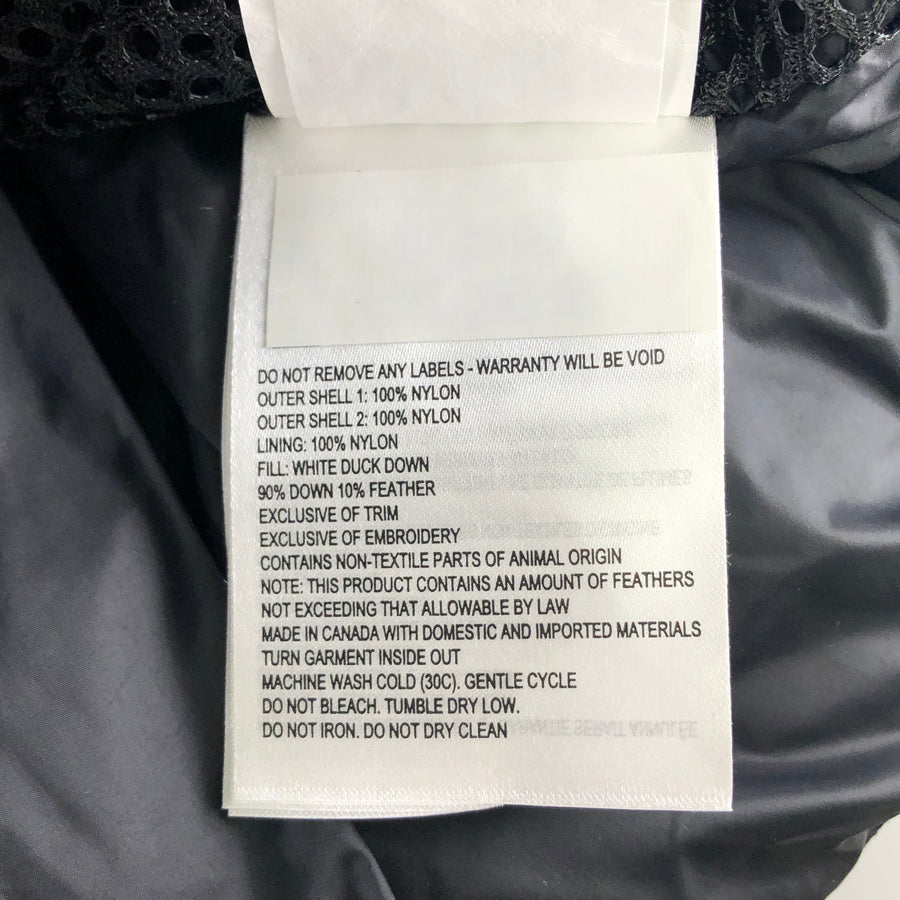 DO NOT REMOVE ANY LABELS - WARRANTY WILL BE VOID
OUTER SHELL 1: 100% NYLON
OUTER SHELL 2: 100% NYLON
LINING: 100% NYLON
FILL: WHITE DUCK DOWN
90% DOWN 10% FEATHER
EXCLUSIVE OF TRIM
EXCLUSIVE OF EMBROIDERY
CONTAINS NON-TEXTILE PARTS OF ANIMAL ORIGIN
NOTE: THIS PRODUCT CONTAINS AN AMOUNT OF FEATHERS
NOT EXCEEDING THAT ALLOWABLE BY LAW
MADE IN CANADA WITH DOMESTIC AND IMPORTED MATERIALS
TURN GARMENT INSIDE OUT
MACHINE WASH COLD (30C). GENTLE CYCLE
DO NOT BLEACH. TUMBLE DRY LOW.
DO NOT IRON. DO NOT DRY CLEAN